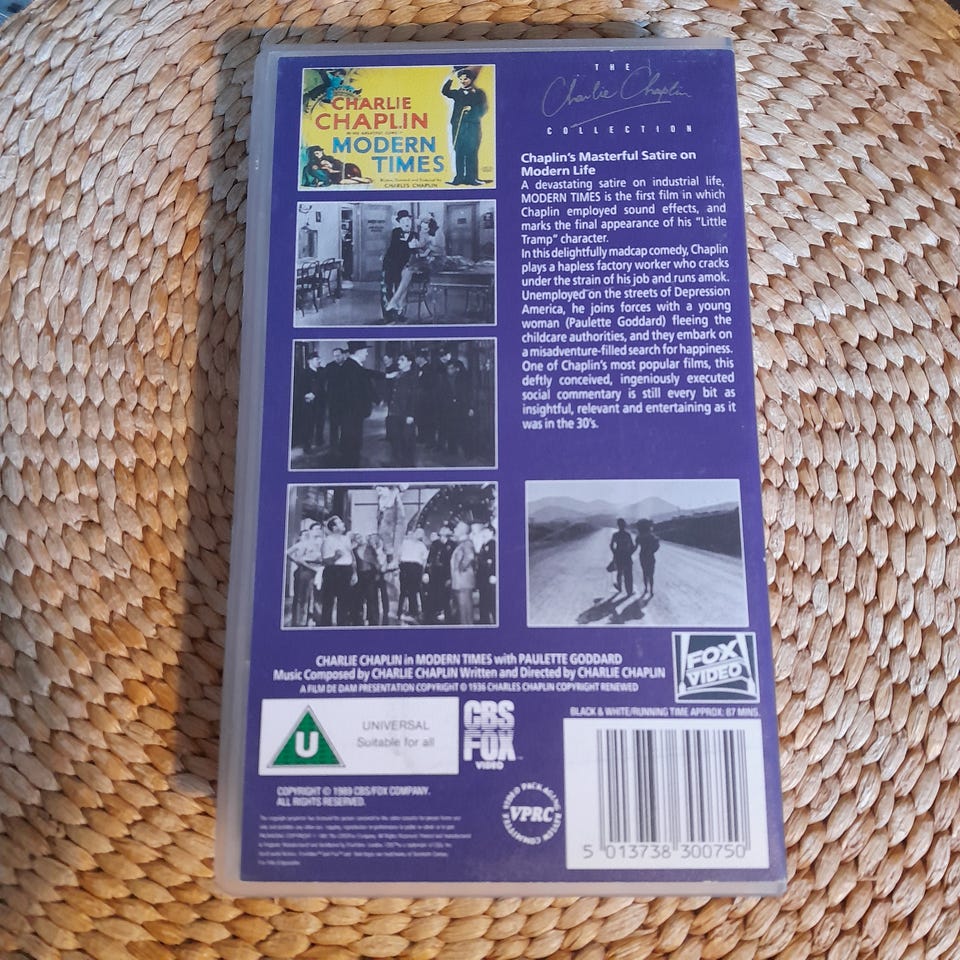 CHARLIE
CHAPLIN
MODERN
TIMES
CHARLES CHAPLIN
THE
Charlie Chaplin
COLLECTION
Chaplin's Masterful Satire on
Modern Life
A devastating satire on industrial life,
MODERN TIMES is the first film in which
Chaplin employed sound effects, and
marks the final appearance of his "Little
Tramp" character.
In this delightfully madcap comedy, Chaplin
plays a hapless factory worker who cracks
under the strain of his job and runs amok.
Unemployed on the streets of Depression
America, he joins forces with a young
woman (Paulette Goddard) fleeing the
childcare authorities, and they embark on
a misadventure-filled search for happiness.
One of Chaplin's most popular films, this
deftly conceived, ingeniously executed
social commentary is still every bit as
insightful, relevant and entertaining as it
was in the 30's.
CHARLIE CHAPLIN in MODERN TIMES with PAULETTE GODDARD
Music Composed by CHARLIE CHAPLIN Written and Directed by CHARLIE CHAPLIN
A FILM DE DAM PRESENTATION COPYRIGHT © 1936 CHARLES CHAPLIN COPYRIGHT RENEWED
FOX
VIDEO
BLACK & WHITE/RUNNING TIME APPROX: 87 MINS.
U
UNIVERSAL
Suitable for all
CBS
FOX
VIDEO
COPYRIGHT © 1989 CBS/FOX COMPANY.
ALL RIGHTS RESERVED.
VIDEO PACKAGING REVIEW COMMITTEE
VPRC
5 013738 300750